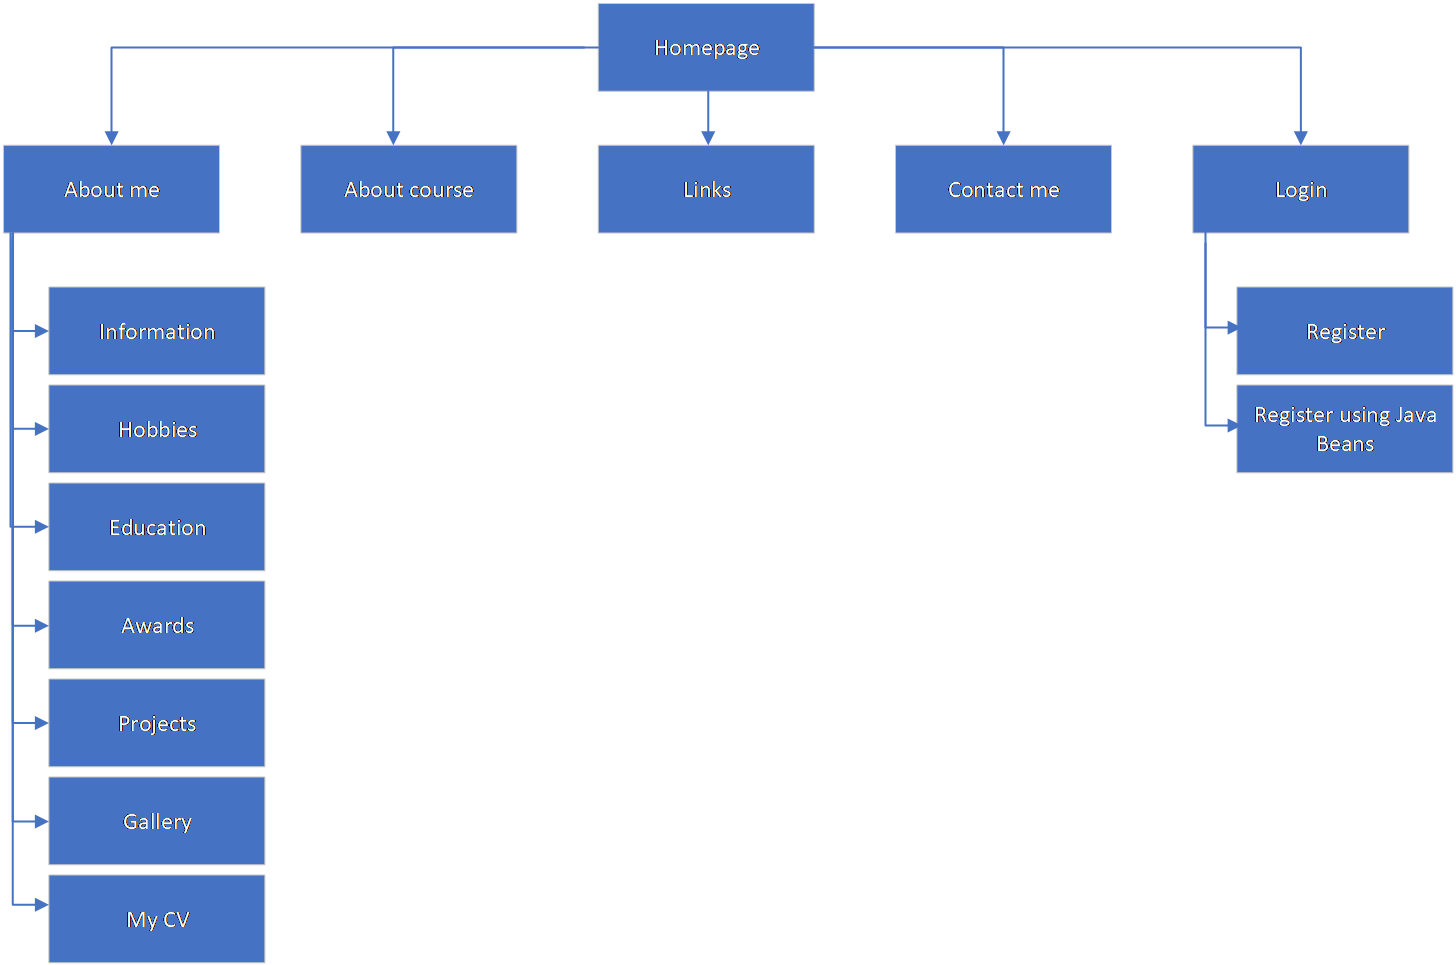 Homepage
About me
About course
Links
Contact me
Login
Information
Hobbies
Education
Awards
Projects
Gallery
My CV
Register
Register using Java
Beans